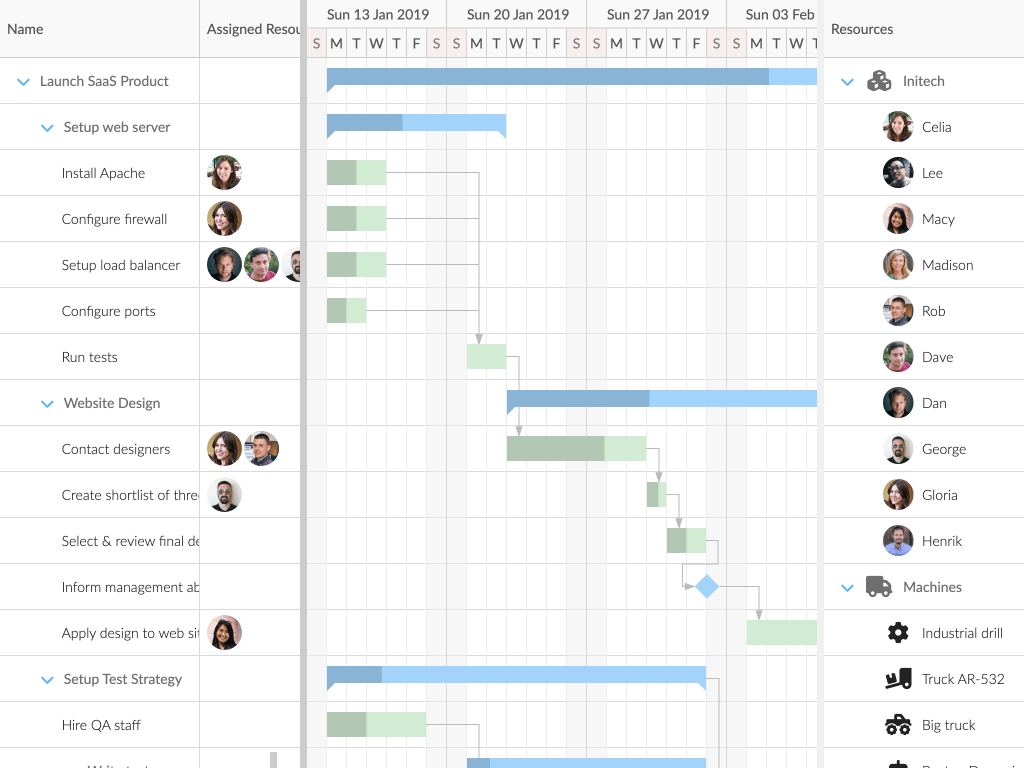 Name
Assigned Resou
Sun 13 Jan 2019 Sun 20 Jan 2019 Sun 27 Jan 2019 Sun 03 Feb
S M T W T F S S M T W T F S S M T W T F S S M T W T
Resources
Launch SaaS Product
Initech
Setup web server
Celia
Install Apache
Lee
Configure firewall
Macy
Setup load balancer
Madison
Configure ports
Rob
Run tests
Dave
Website Design
Dan
Contact designers
George
Create shortlist of thre
Gloria
Select & review final de
Henrik
Inform management ab
Machines
Apply design to web sit
Industrial drill
Setup Test Strategy
Truck AR-532
Hire QA staff
Big truck